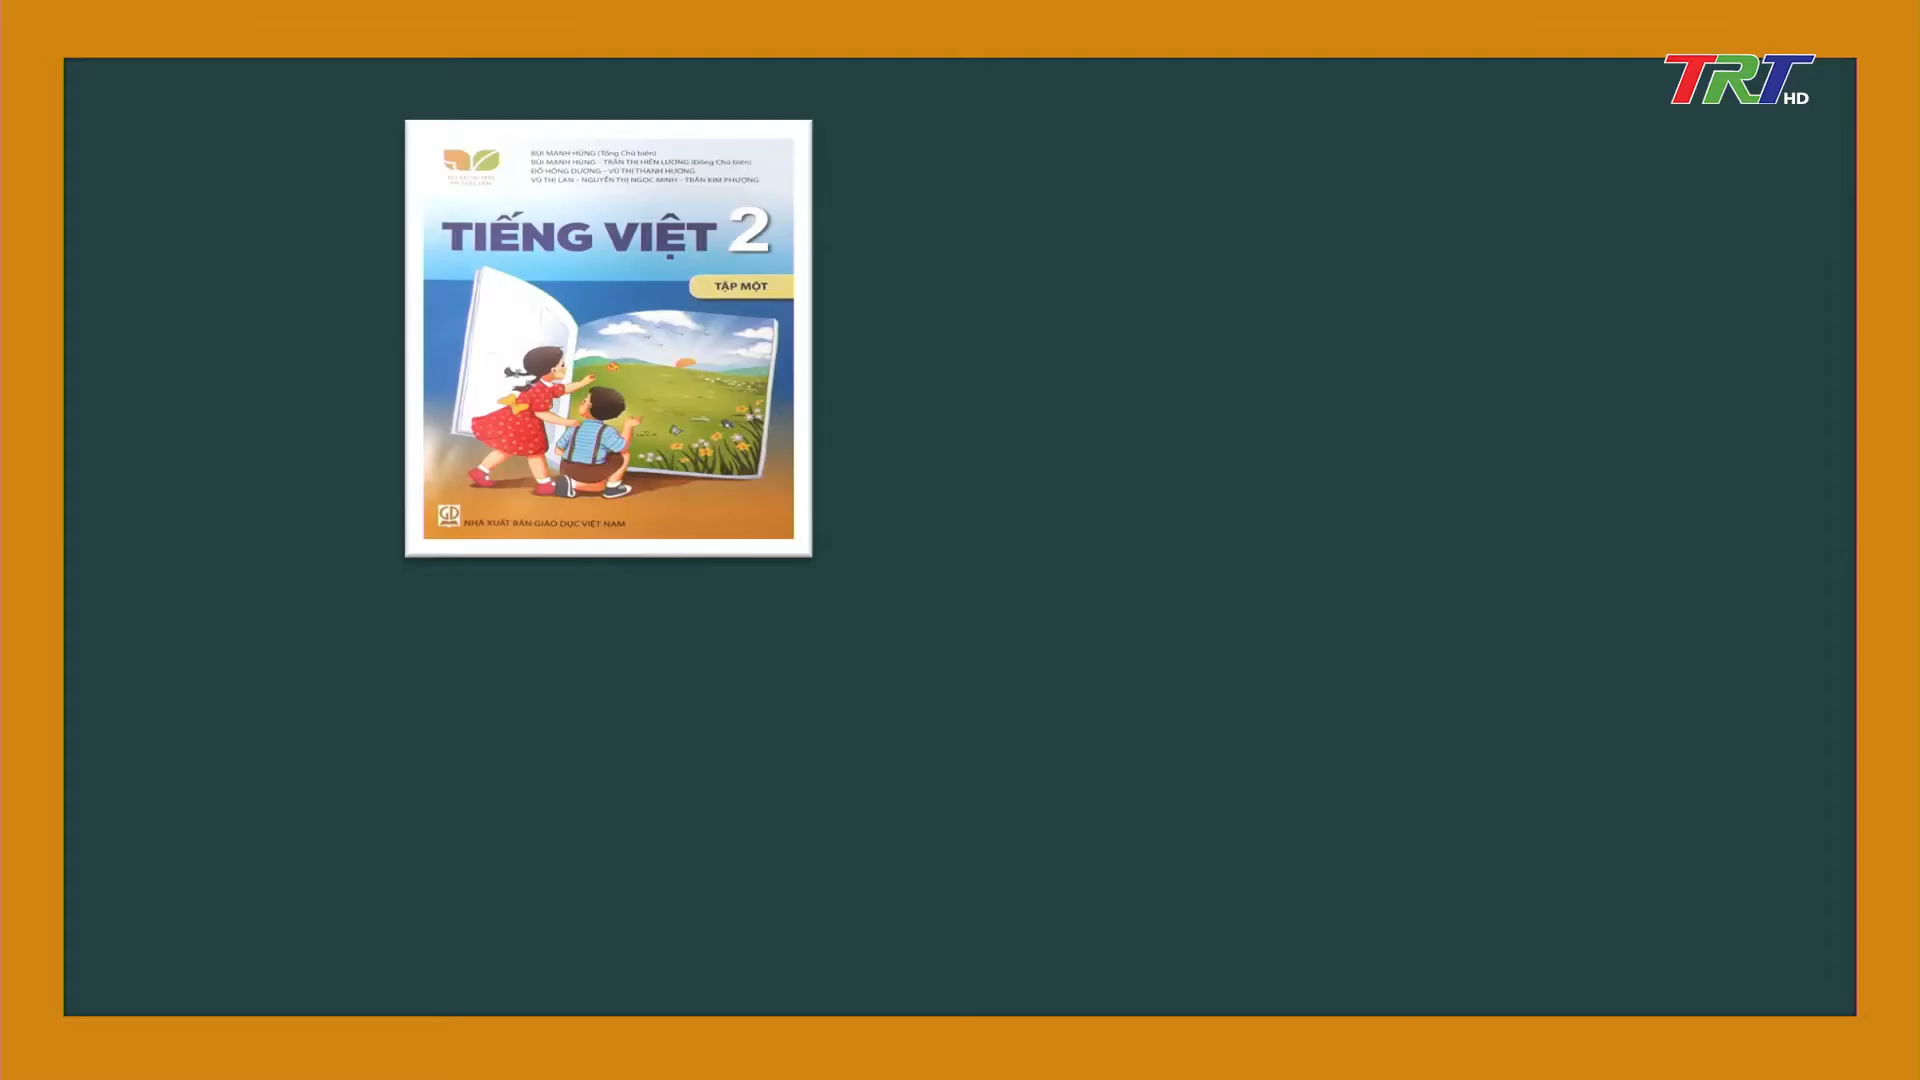 TRT HD
BÙI MẠNH HÙNG (Tổng Chủ biên)
BÙI MẠNH HÙNG - TRẦN THỊ HIỀN LƯƠNG (Đồng Chủ biên)
ĐỖ HỒNG DƯƠNG - VŨ THỊ THANH HƯƠNG
VŨ THỊ LAN - NGUYỄN THỊ NGỌC MINH - TRẦN KIM PHƯỢNG
TIẾNG VIỆT 2
TẬP MỘT
GD
NHÀ XUẤT BẢN GIÁO DỤC VIỆT NAM